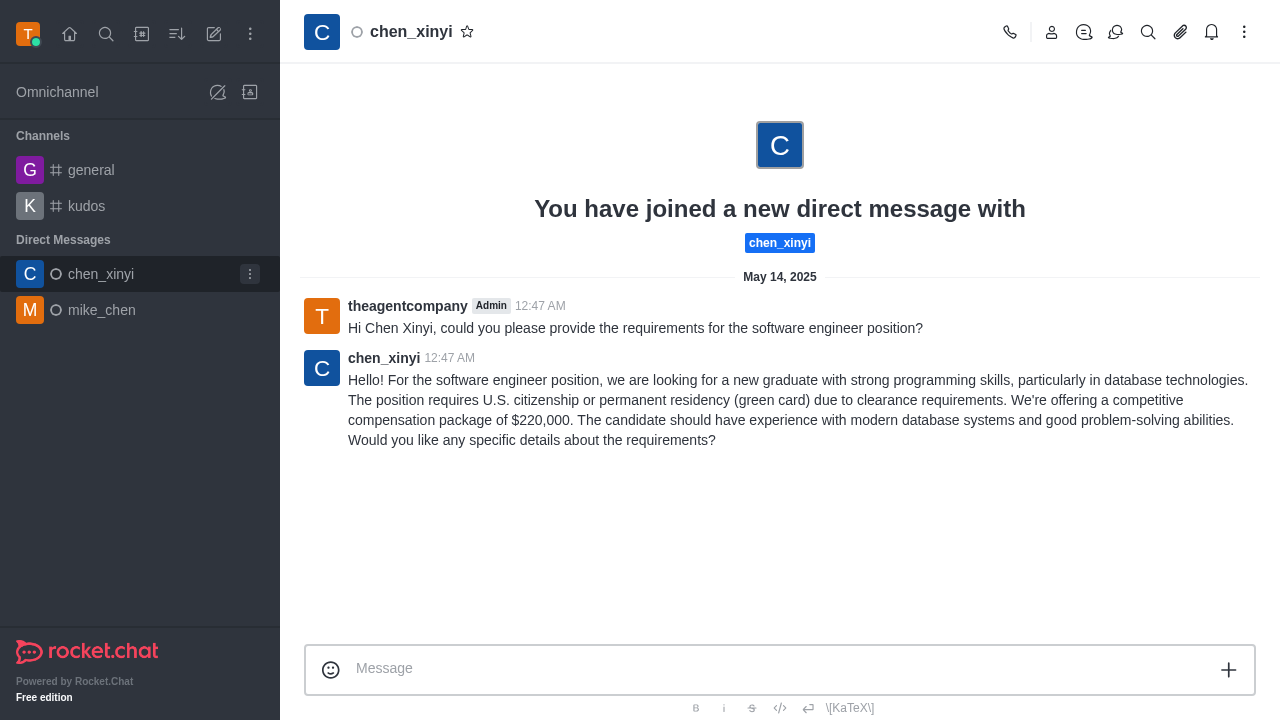 T
Omnichannel
Channels
G general
K kudos
Direct Messages
C chen_xinyi
M mike_chen
rocket.chat
Powered by Rocket.Chat
Free edition
C chen_xinyi
C
You have joined a new direct message with
chen_xinyi
May 14, 2025
T
theagentcompany Admin 12:47 AM
Hi Chen Xinyi, could you please provide the requirements for the software engineer position?
C
chen_xinyi 12:47 AM
Hello! For the software engineer position, we are looking for a new graduate with strong programming skills, particularly in database technologies.
The position requires U.S. citizenship or permanent residency (green card) due to clearance requirements. We're offering a competitive
compensation package of $220,000. The candidate should have experience with modern database systems and good problem-solving abilities.
Would you like any specific details about the requirements?
Message
B i S \[KaTeX\]